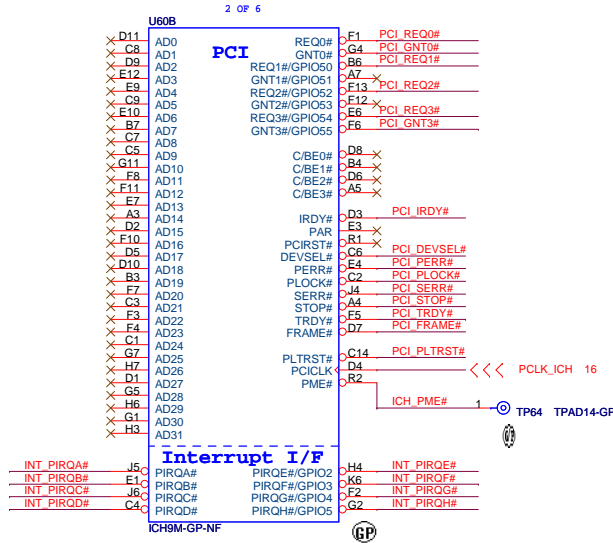 2 OF 6
U60B
PCI
D11 AD0 REQ0# F1 PCI_REQ0#
C8 AD1 GNT0# G4 PCI_GNT0#
D9 AD2 REQ1#/GPIO50 B6 PCI_REQ1#
E12 AD3 GNT1#/GPIO51 A7
E9 AD4 REQ2#/GPIO52 F13 PCI_REQ2#
C9 AD5 GNT2#/GPIO53 F12
E10 AD6 REQ3#/GPIO54 E6 PCI_REQ3#
B7 AD7 GNT3#/GPIO55 F6 PCI_GNT3#
C7 AD8
C5 AD9 C/BE0# D8
G11 AD10 C/BE1# B4
F8 AD11 C/BE2# D6
F11 AD12 C/BE3# A5
E7 AD13
A3 AD14 IRDY# D3 PCI_IRDY#
D2 AD15 PAR E3
F10 AD16 PCIRST# R1
D5 AD17 DEVSEL# C6 PCI_DEVSEL#
D10 AD18 PERR# E4 PCI_PERR#
B3 AD19 PLOCK# C2 PCI_PLOCK#
F7 AD20 SERR# J4 PCI_SERR#
C3 AD21 STOP# A4 PCI_STOP#
F3 AD22 TRDY# F5 PCI_TRDY#
F4 AD23 FRAME# D7 PCI_FRAME#
C1 AD24
G7 AD25 PLTRST# C14 PCI_PLTRST#
H7 AD26 PCICLK D4 PCLK_ICH 16
D1 AD27 PME# R2
G5 AD28
H6 AD29 ICH_PME# 1 TP64 TPAD14-GP
G1 AD30
H3 AD31
GP
Interrupt I/F
INT_PIRQA# J5 PIRQA# PIRQE#/GPIO2 H4 INT_PIRQE#
INT_PIRQB# E1 PIRQB# PIRQF#/GPIO3 K6 INT_PIRQF#
INT_PIRQC# J6 PIRQC# PIRQG#/GPIO4 F2 INT_PIRQG#
INT_PIRQD# C4 PIRQD# PIRQH#/GPIO5 G2 INT_PIRQH#
ICH9M-GP-NF
GP